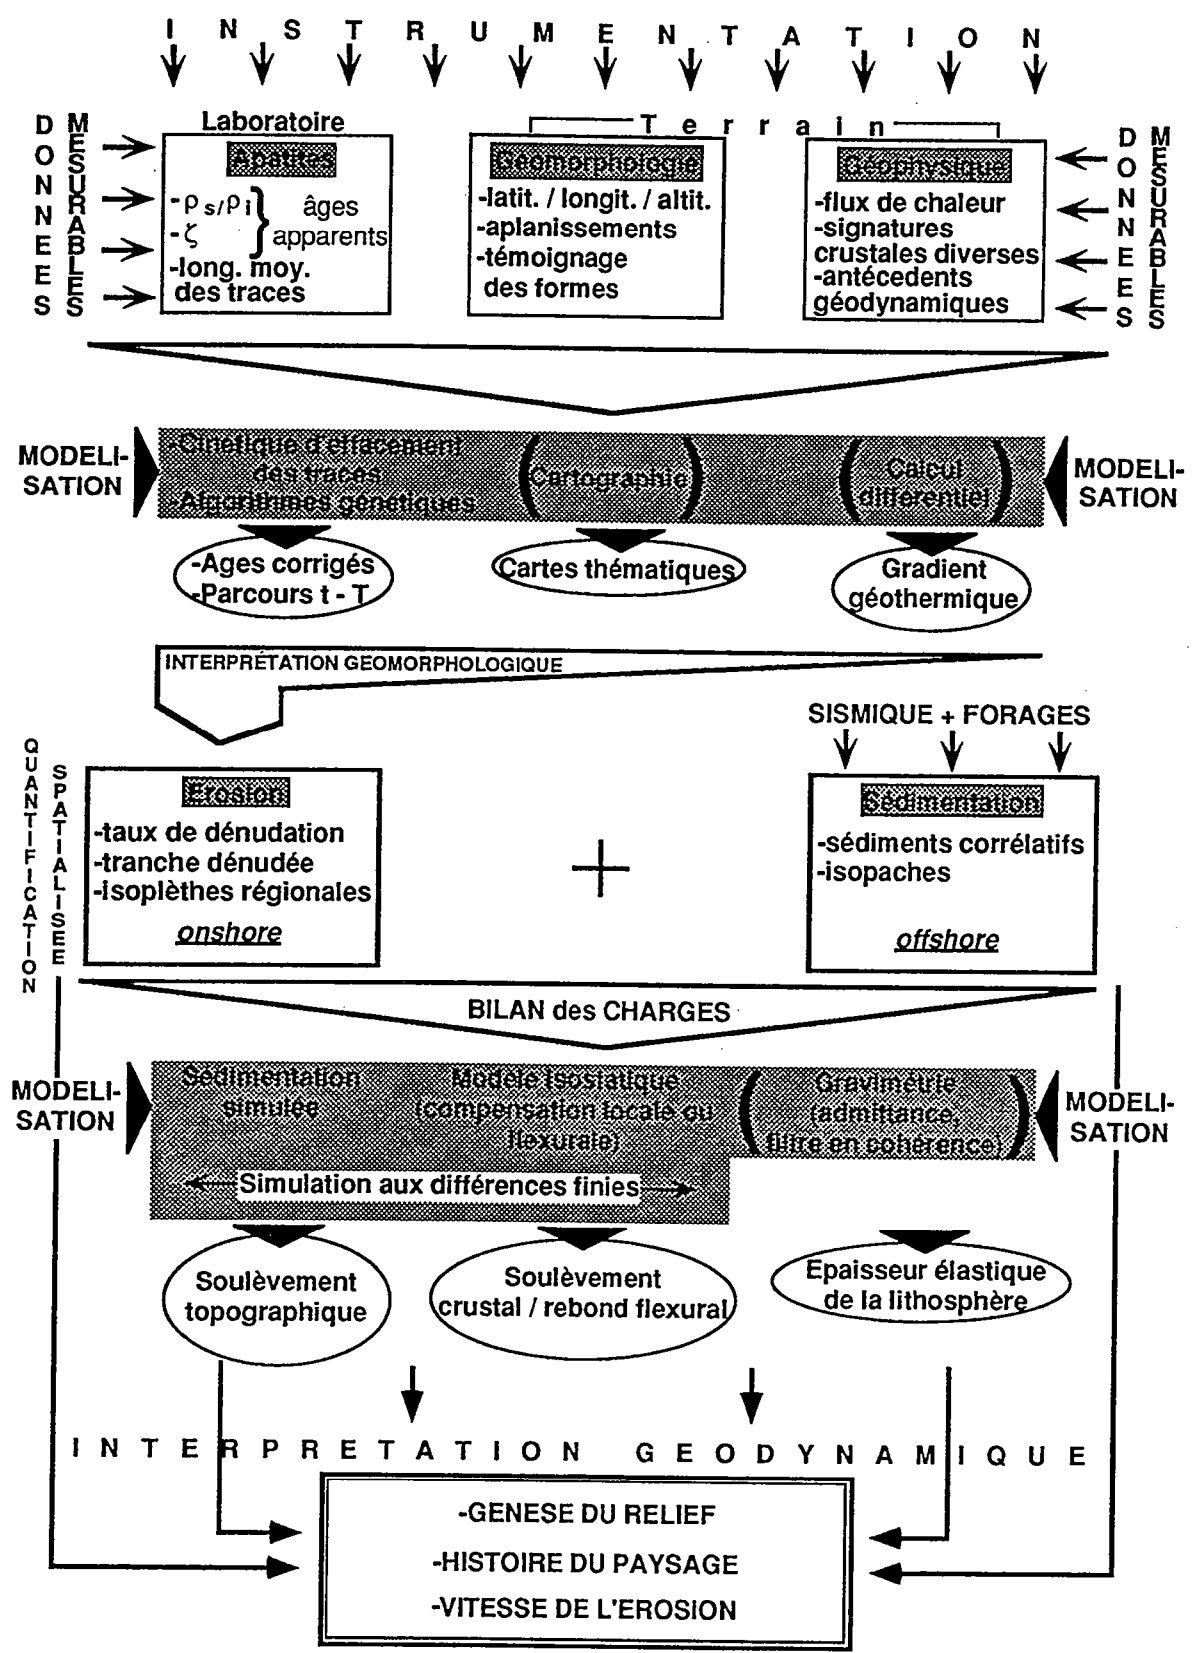 INSTRUMENTATION
DONNEES
MESURABLES
Laboratoire
Apatites
-ρs/ρi
-ζ
âges
apparents
-long. moy.
des traces
Terrain
Géomorphologie
-latit. / longit. / altit.
-aplanissements
-témoignage
des formes
Géophysique
-flux de chaleur
-signatures
crustales diverses
-antécedents
géodynamiques
DONNEES
MESURABLES
MODELI-
SATION
-Cinétique d'effacement
des traces
-Algorithmes génétiques
(Cartographie)
(Calcul
différentiel)
MODELI-
SATION
-Ages corrigés
-Parcours t - T
Cartes thématiques
Gradient
géothermique
INTERPRÉTATION GEOMORPHOLOGIQUE
SISMIQUE + FORAGES
QUANTIFICATION
SPATIALISEE
Erosion
-taux de dénudation
-tranche dénudée
-isoplèthes régionales
onshore
+
Sédimentation
-sédiments corrélatifs
-isopaches
offshore
BILAN des CHARGES
MODELI-
SATION
Sédimentation
simulée
Modèle isostatique
(compensation locale ou
flexurale)
(Gravimétrie
(admittance,
filtre en cohérence))
MODELI-
SATION
Simulation aux différences finies
Soulèvement
topographique
Soulèvement
crustal / rebond flexural
Epaisseur élastique
de la lithosphère
INTERPRETATION GEODYNAMIQUE
-GENESE DU RELIEF
-HISTOIRE DU PAYSAGE
-VITESSE DE L'EROSION